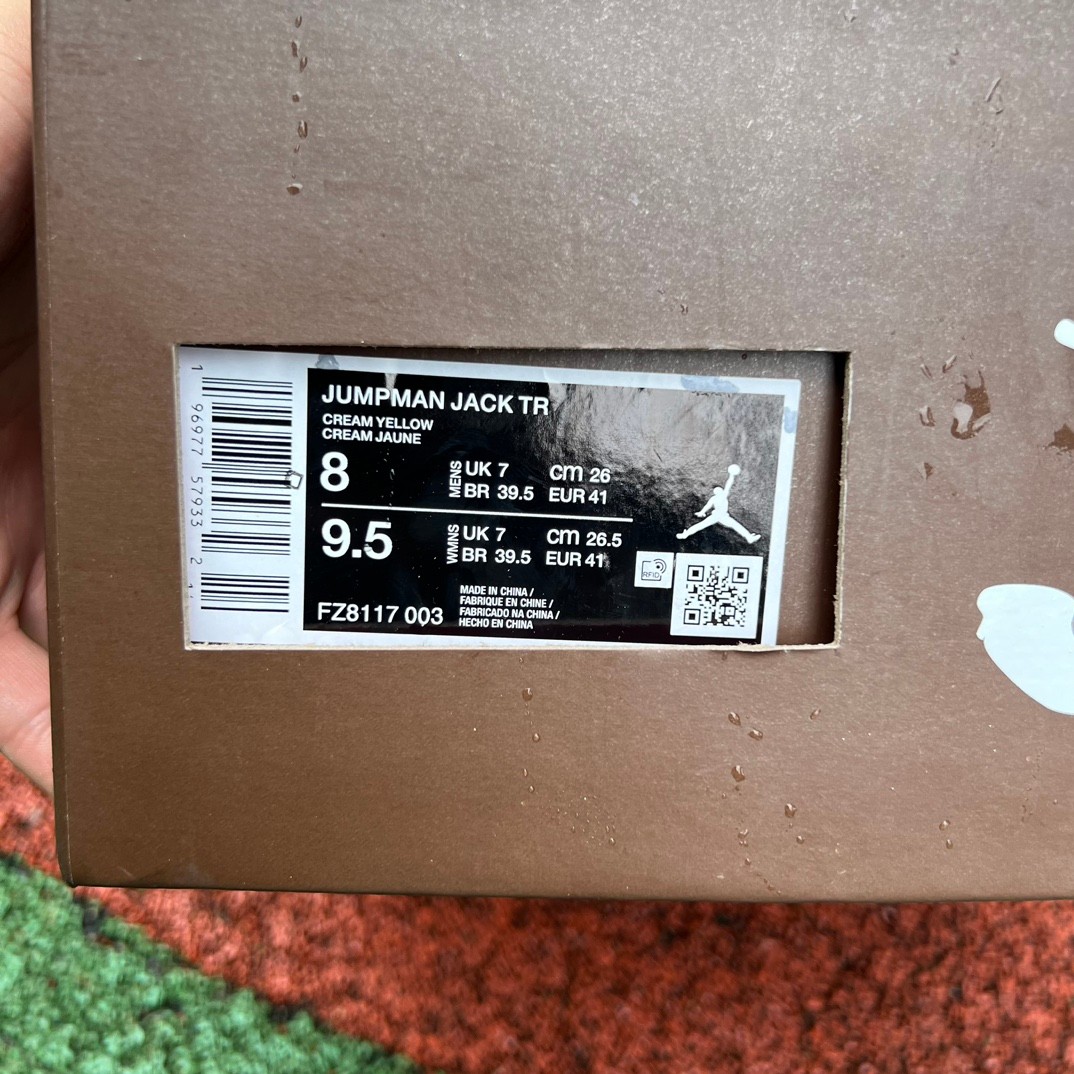 1 96977 57933 2
JUMPMAN JACK TR
CREAM YELLOW
CREAM JAUNE
8
MENS
UK 7 cm 26
BR 39.5 EUR 41
9.5
WMNS
UK 7 cm 26.5
BR 39.5 EUR 41
RFID
FZ8117 003
MADE IN CHINA /
FABRIQUE EN CHINE /
FABRICADO NA CHINA /
HECHO EN CHINA